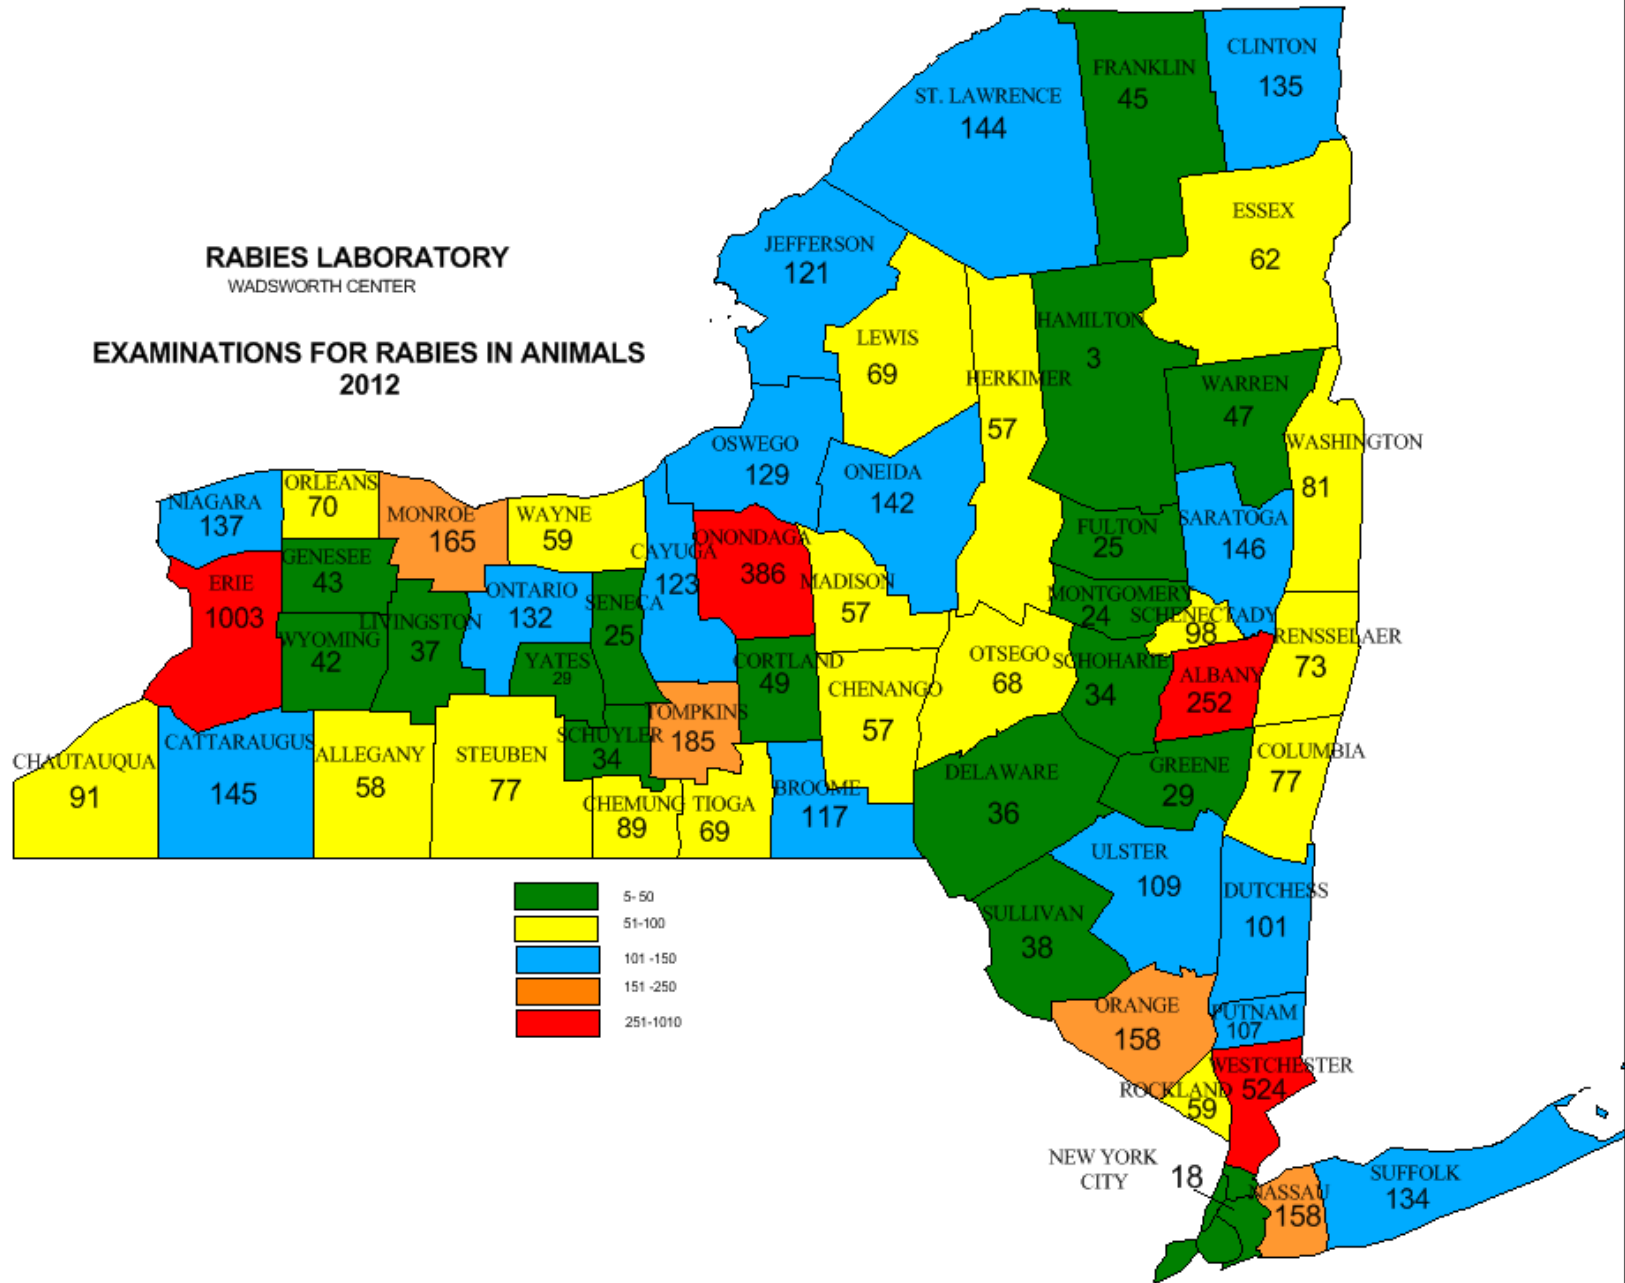 CLINTON
135
FRANKLIN
45
ST. LAWRENCE
144
ESSEX
62
RABIES LABORATORY
WADSWORTH CENTER
JEFFERSON
121
EXAMINATIONS FOR RABIES IN ANIMALS
2012
LEWIS
69
HERKIMER
57
HAMILTON
3
WARREN
47
WASHINGTON
81
OSWEGO
129
ONEIDA
142
NIAGARA
137
ORLEANS
70
MONROE
165
WAYNE
59
CAYUGA
123
ONONDAGA
386
MADISON
57
FULTON
25
SARATOGA
146
MONTGOMERY
24
SCHENECTADY
98
RENSSELAER
73
ERIE
1003
GENESEE
43
WYOMING
42
LIVINGSTON
37
ONTARIO
132
SENECA
25
YATES
29
CORTLAND
49
CHENANGO
57
OTSEGO
68
SCHOHARIE
34
ALBANY
252
CHAUTAUQUA
91
CATTARAUGUS
145
ALLEGANY
58
STEUBEN
77
SCHUYLER
34
TOMPKINS
185
CHEMUNG
89
TIOGA
69
BROOME
117
DELAWARE
36
GREENE
29
COLUMBIA
77
ULSTER
109
DUTCHESS
101
SULLIVAN
38
5- 50
51-100
101 -150
151 -250
251-1010
ORANGE
158
PUTNAM
107
WESTCHESTER
524
ROCKLAND
59
NEW YORK
CITY
18
NASSAU
158
SUFFOLK
134